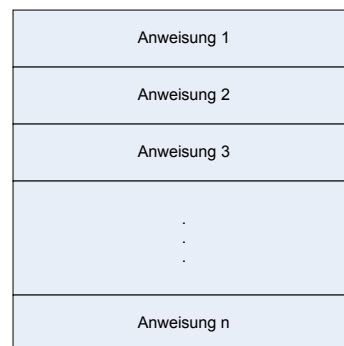 Anweisung 1
Anweisung 2
Anweisung 3
.
.
.
Anweisung n